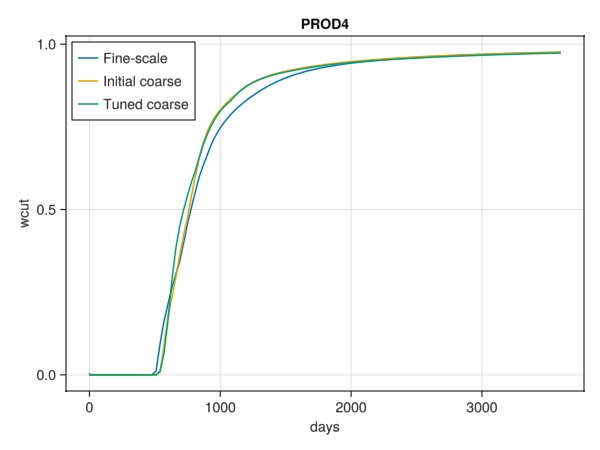 PROD4
1.0
Fine-scale
Initial coarse
Tuned coarse
0.5
wcut
0.0
0 1000 2000 3000
days